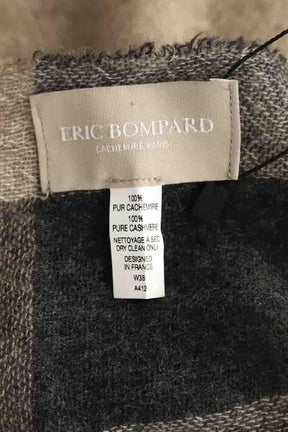 ERIC BOMPARD
CACHEMIRE PARIS
100%
PUR CACHEMIRE
100%
PURE CASHMERE
NETTOYAGE A SEC
DRY CLEAN ONLY
DESIGNED
IN FRANCE
W38
A412